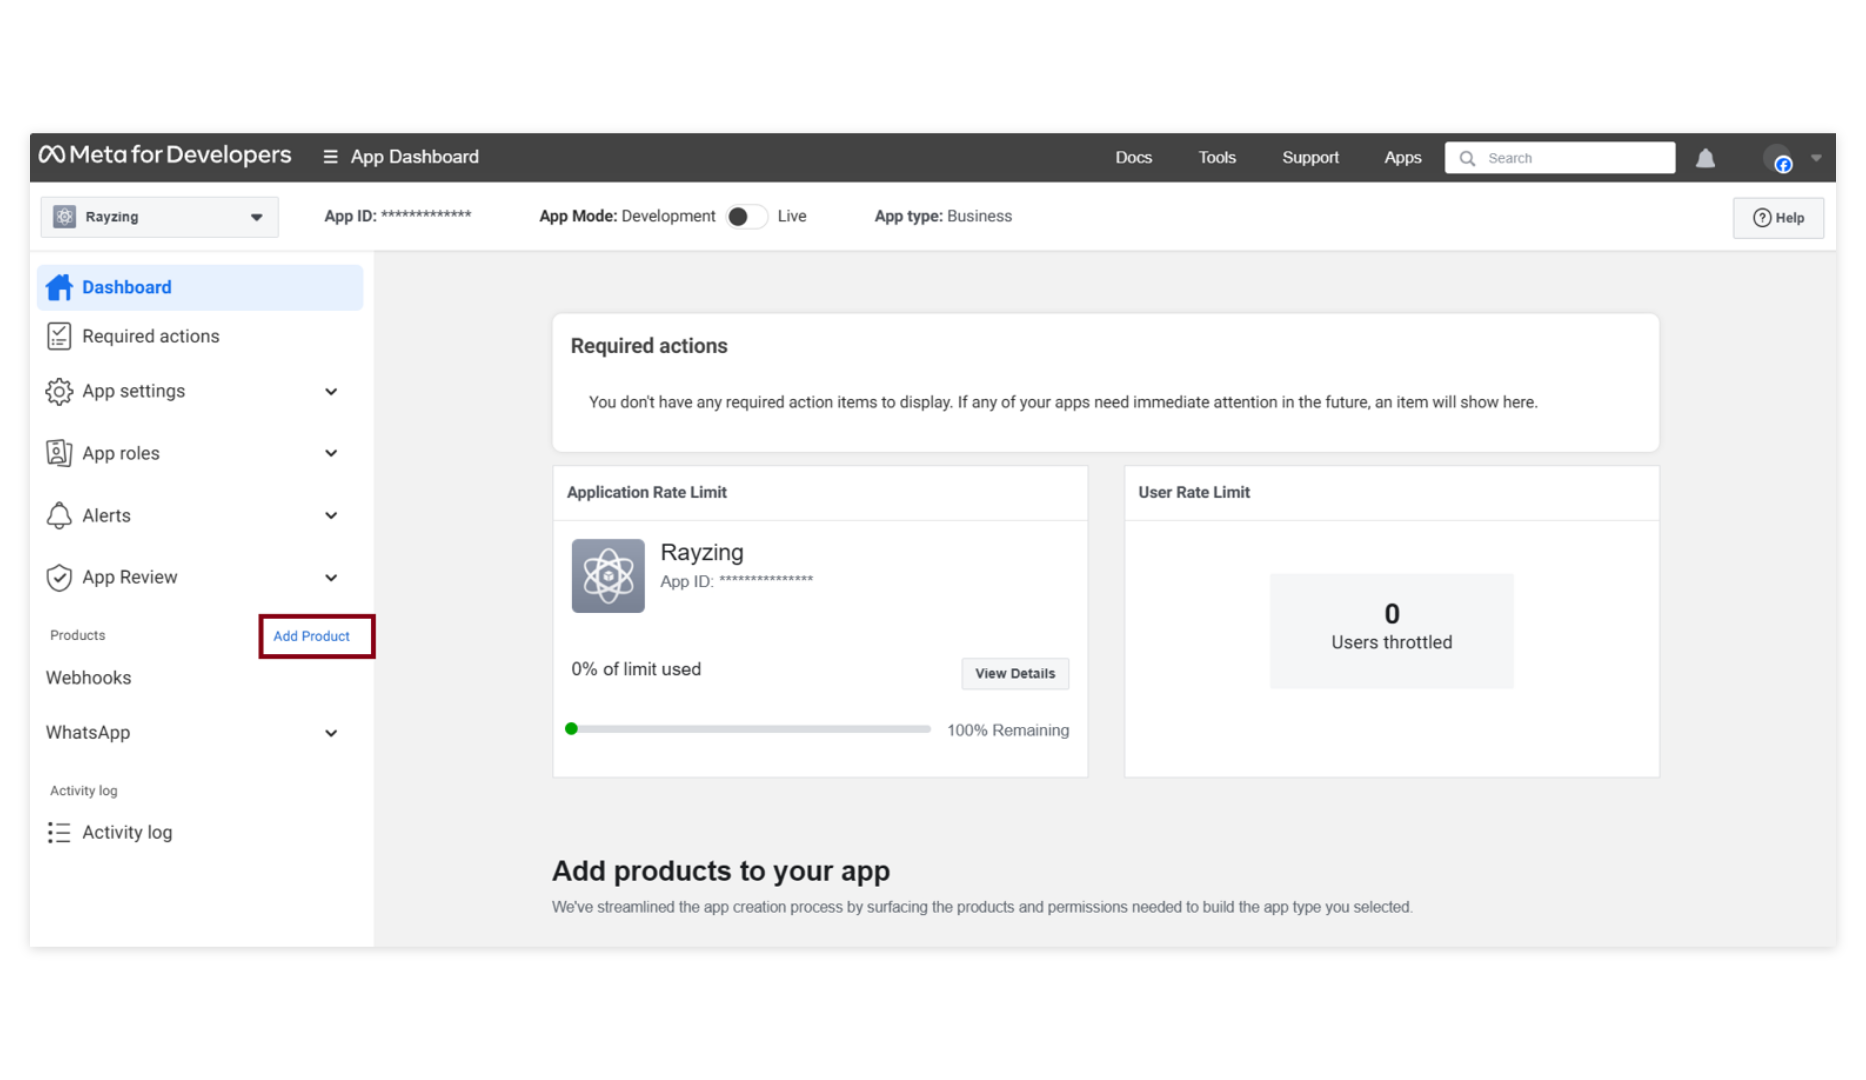 Meta for Developers
App Dashboard
Docs
Tools
Support
Apps
Search
Rayzing
App ID: *************
App Mode: Development
Live
App type: Business
Help
Dashboard
Required actions
App settings
App roles
Alerts
App Review
Products
Add Product
Webhooks
WhatsApp
Activity log
Activity log
Required actions
You don't have any required action items to display. If any of your apps need immediate attention in the future, an item will show here.
Application Rate Limit
Rayzing
App ID: ***************
0% of limit used
View Details
100% Remaining
User Rate Limit
0
Users throttled
Add products to your app
We've streamlined the app creation process by surfacing the products and permissions needed to build the app type you selected.